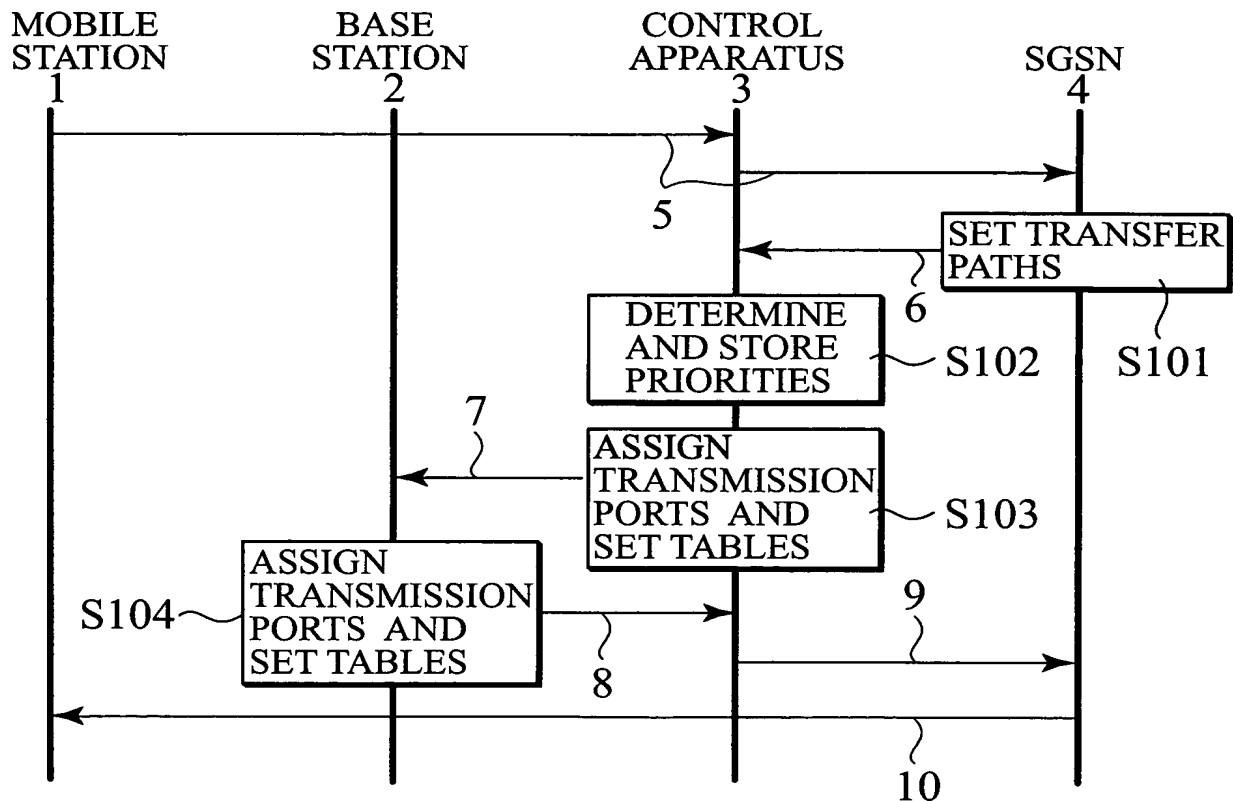 MOBILE
STATION
1
BASE
STATION
2
CONTROL
APPARATUS
3
SGSN
4
5
SET TRANSFER
PATHS
6
S101
DETERMINE
AND STORE
PRIORITIES
S102
7
ASSIGN
TRANSMISSION
PORTS AND
SET TABLES
S103
ASSIGN
TRANSMISSION
PORTS AND
SET TABLES
S104
8
9
10